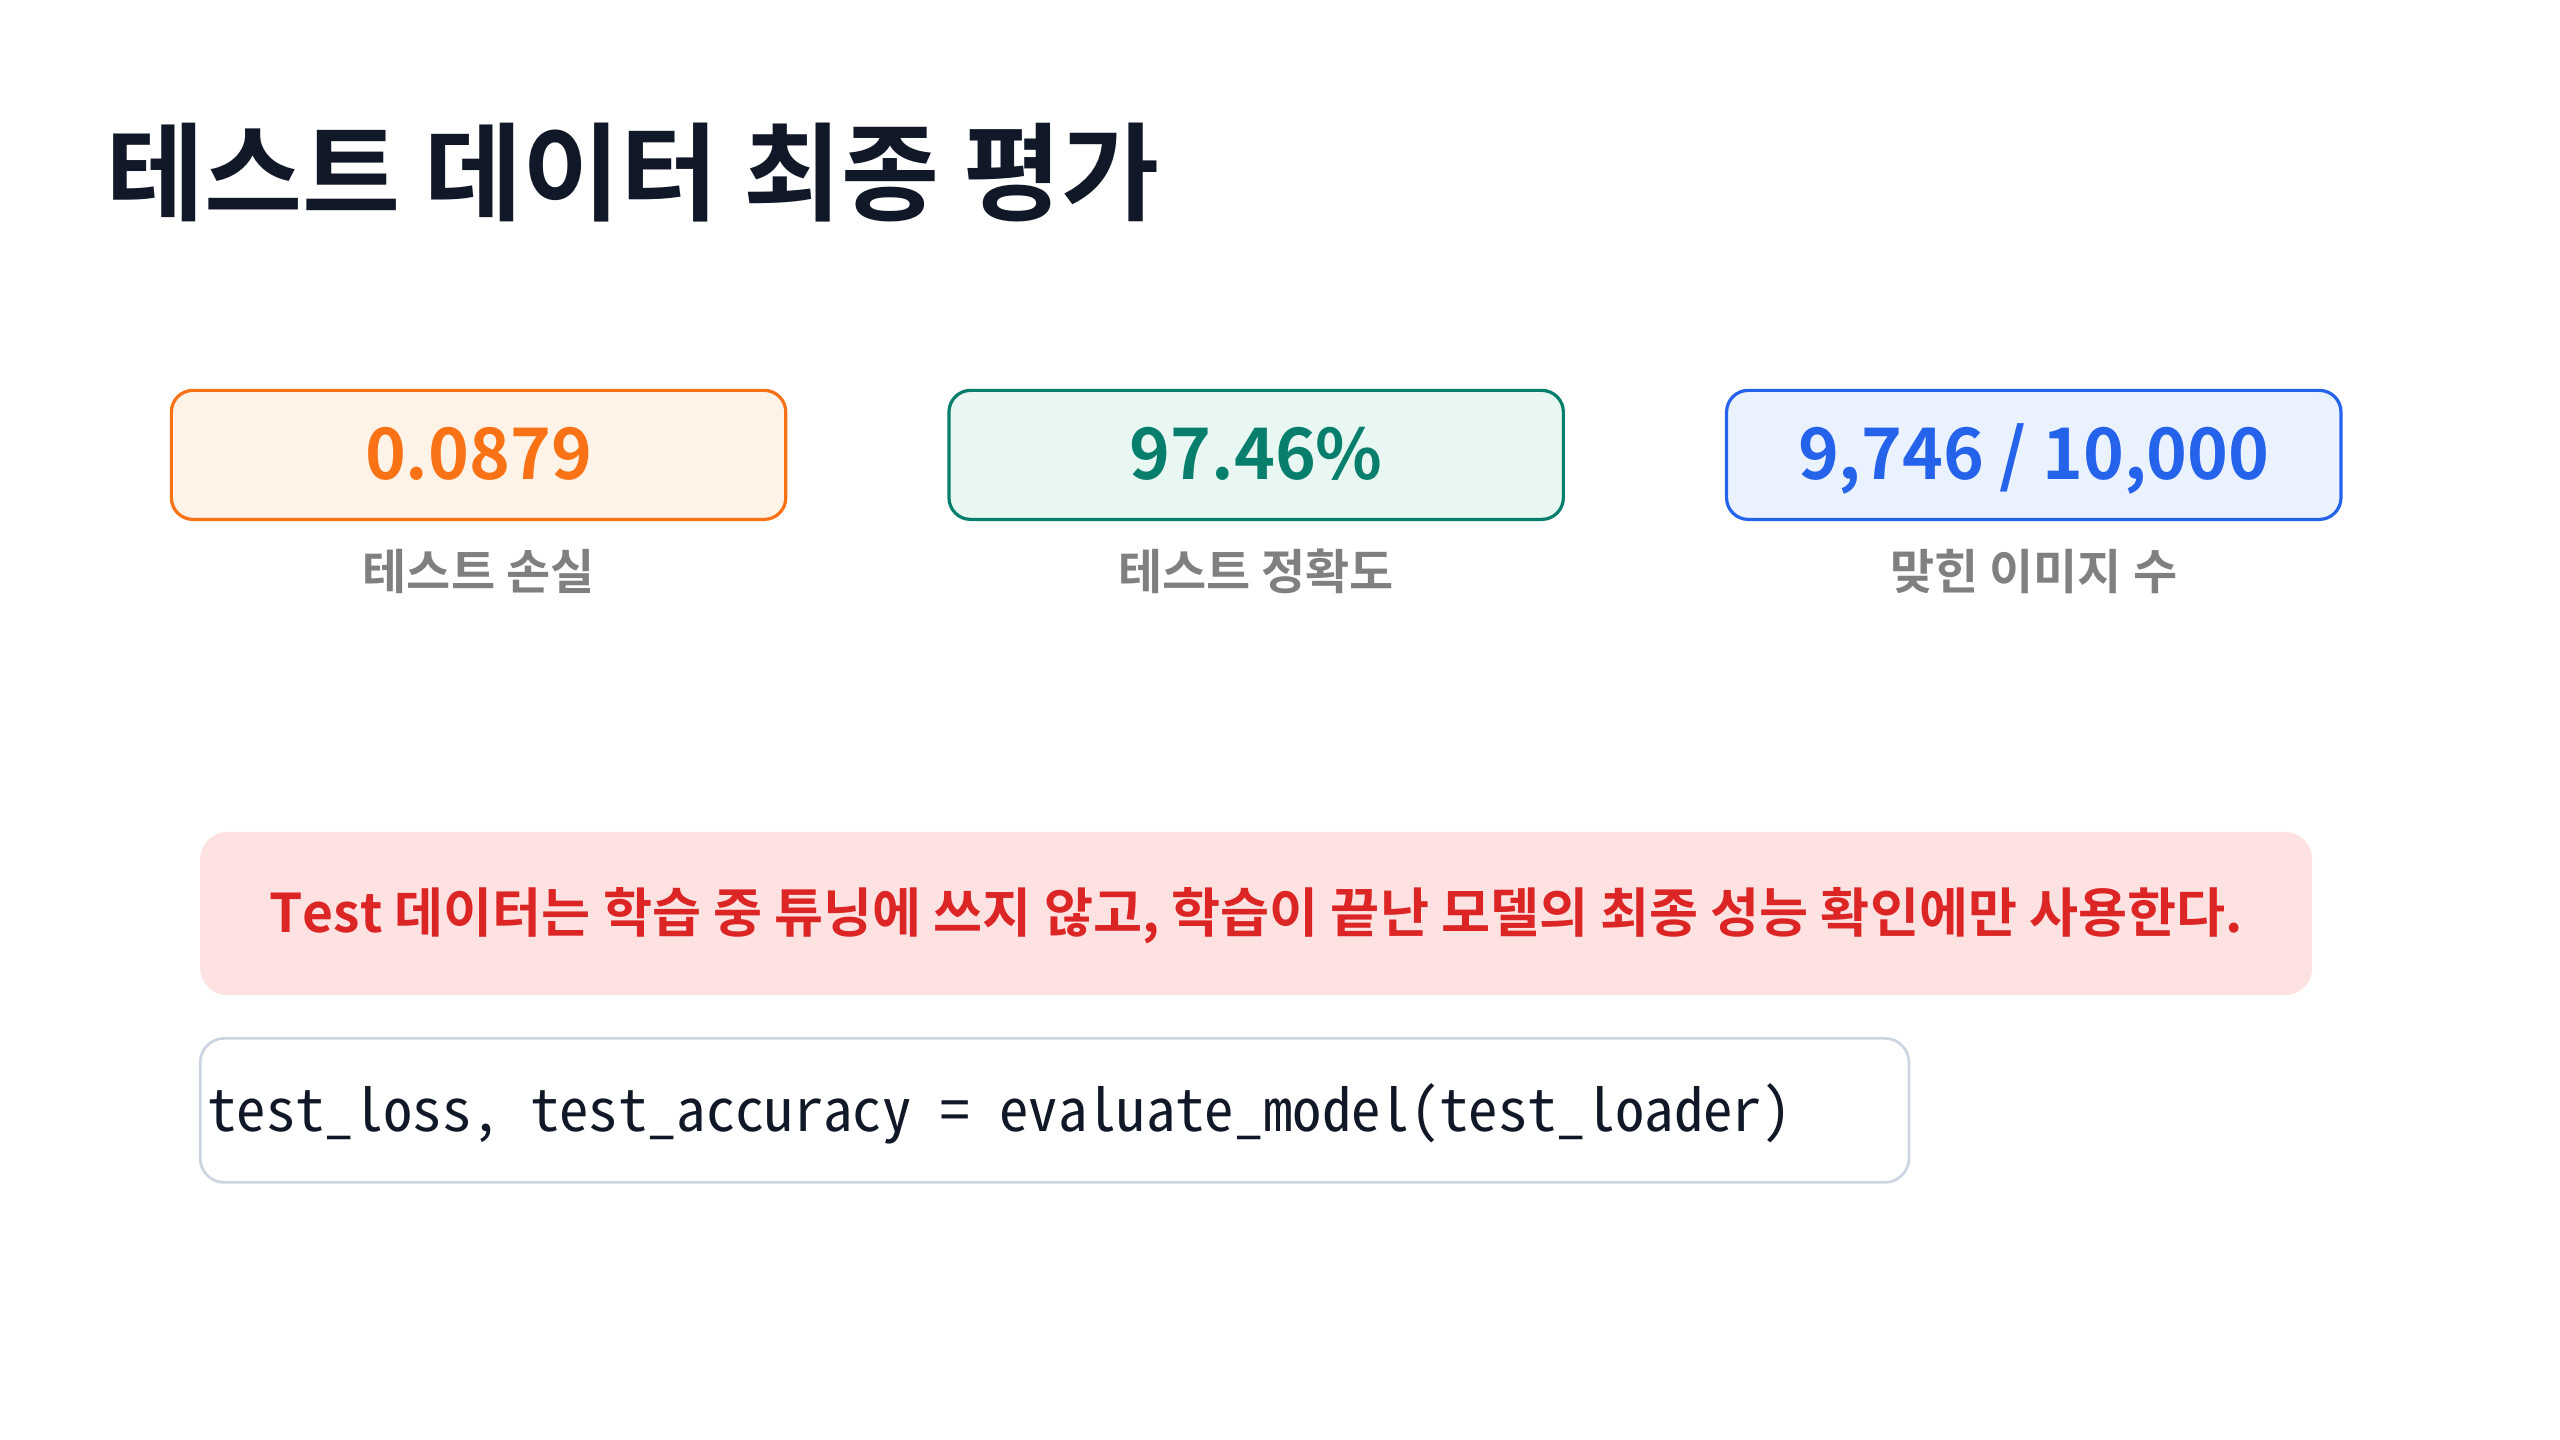 테스트 데이터 최종 평가
0.0879
97.46%
9,746 / 10,000
테스트 손실
테스트 정확도
맞힌 이미지 수
Test 데이터는 학습 중 튜닝에 쓰지 않고, 학습이 끝난 모델의 최종 성능 확인에만 사용한다.
test_loss, test_accuracy = evaluate_model(test_loader)